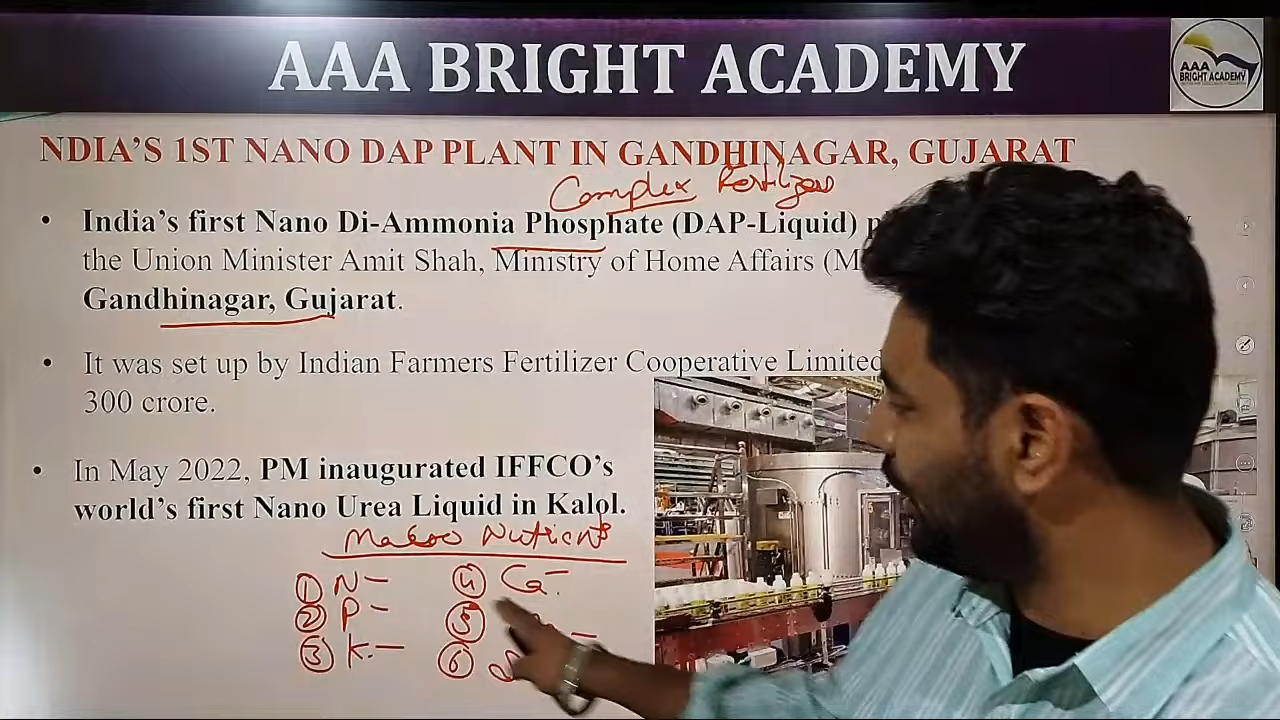 AAA BRIGHT ACADEMY
AAA
BRIGHT ACADEMY
NDIA'S 1ST NANO DAP PLANT IN GANDHINAGAR, GUJARAT
Complex Fertilizers
• India's first Nano Di-Ammonia Phosphate (DAP-Liquid)
the Union Minister Amit Shah, Ministry of Home Affairs
Gandhinagar, Gujarat.
• It was set up by Indian Farmers Fertilizer Cooperative Limited
300 crore.
• In May 2022, PM inaugurated IFFCO's
world's first Nano Urea Liquid in Kalol.
Makro Nutrients
① N - ④ Ca -
② P - ⑤
③ K - ⑥